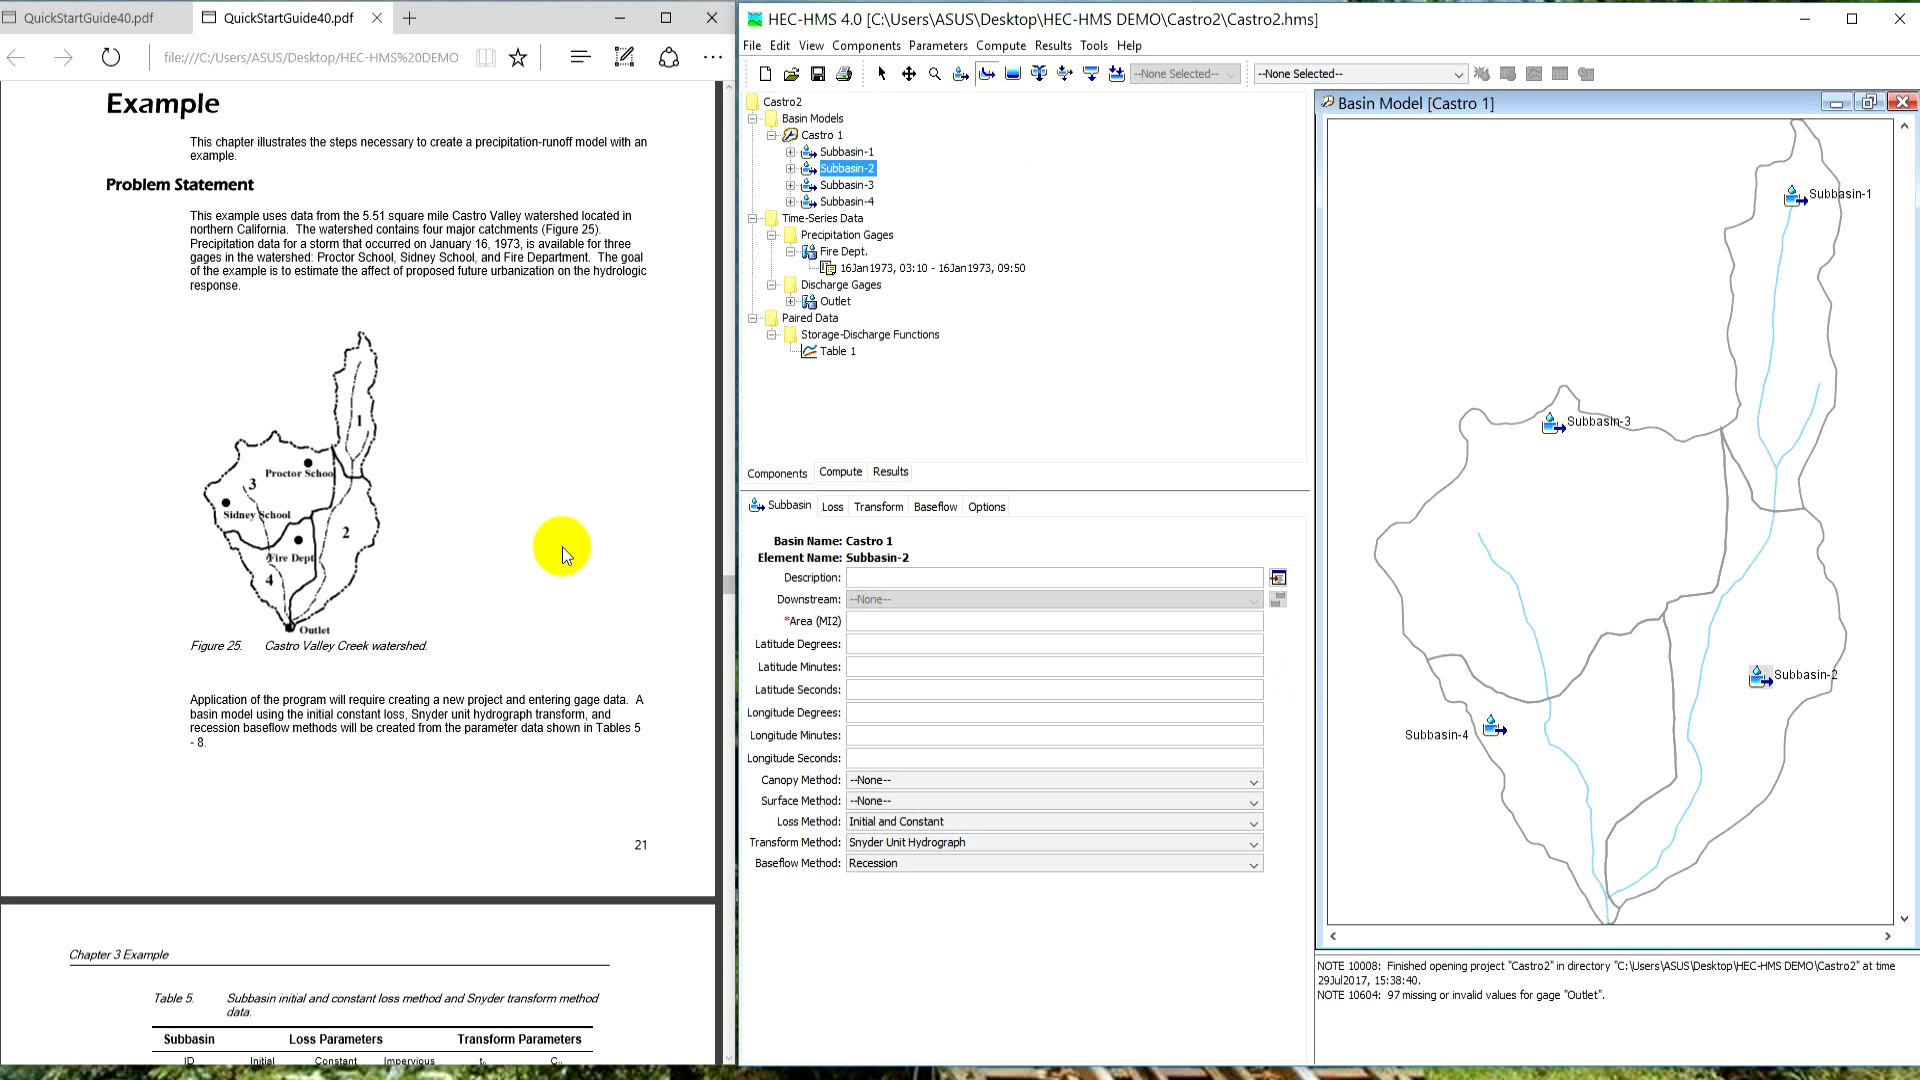 QuickStartGuide40.pdf
QuickStartGuide40.pdf
file:///C:/Users/ASUS/Desktop/HEC-HMS%20DEMO
Example
This chapter illustrates the steps necessary to create a precipitation-runoff model with an
example.
Problem Statement
This example uses data from the 5.51 square mile Castro Valley watershed located in
northern California. The watershed contains four major catchments (Figure 25).
Precipitation data for a storm that occurred on January 16, 1973, is available for three
gages in the watershed: Proctor School, Sidney School, and Fire Department. The goal
of the example is to estimate the affect of proposed future urbanization on the hydrologic
response.
1
Proctor School
3
Sidney School
2
Fire Dept
4
Outlet
Figure 25. Castro Valley Creek watershed.
Application of the program will require creating a new project and entering gage data. A
basin model using the initial constant loss, Snyder unit hydrograph transform, and
recession baseflow methods will be created from the parameter data shown in Tables 5
- 8.
21
Chapter 3 Example
Table 5. Subbasin initial and constant loss method and Snyder transform method
data.
Subbasin Loss Parameters Transform Parameters
ID Initial Constant Impervious
HEC-HMS 4.0 [C:\Users\ASUS\Desktop\HEC-HMS DEMO\Castro2\Castro2.hms]
File Edit View Components Parameters Compute Results Tools Help
--None Selected-- --None Selected--
Castro2
Basin Models
Castro 1
Subbasin-1
Subbasin-2
Subbasin-3
Subbasin-4
Time-Series Data
Precipitation Gages
Fire Dept.
16Jan1973, 03:10 - 16Jan1973, 09:50
Discharge Gages
Outlet
Paired Data
Storage-Discharge Functions
Table 1
Components Compute Results
Subbasin Loss Transform Baseflow Options
Basin Name: Castro 1
Element Name: Subbasin-2
Description:
Downstream: --None--
*Area (MI2)
Latitude Degrees:
Latitude Minutes:
Latitude Seconds:
Longitude Degrees:
Longitude Minutes:
Longitude Seconds:
Canopy Method: --None--
Surface Method: --None--
Loss Method: Initial and Constant
Transform Method: Snyder Unit Hydrograph
Baseflow Method: Recession
Basin Model [Castro 1]
Subbasin-1
Subbasin-3
Subbasin-2
Subbasin-4
NOTE 10008: Finished opening project "Castro2" in directory "C:\Users\ASUS\Desktop\HEC-HMS DEMO\Castro2" at time
29Jul2017, 15:38:40.
NOTE 10604: 97 missing or invalid values for gage "Outlet".